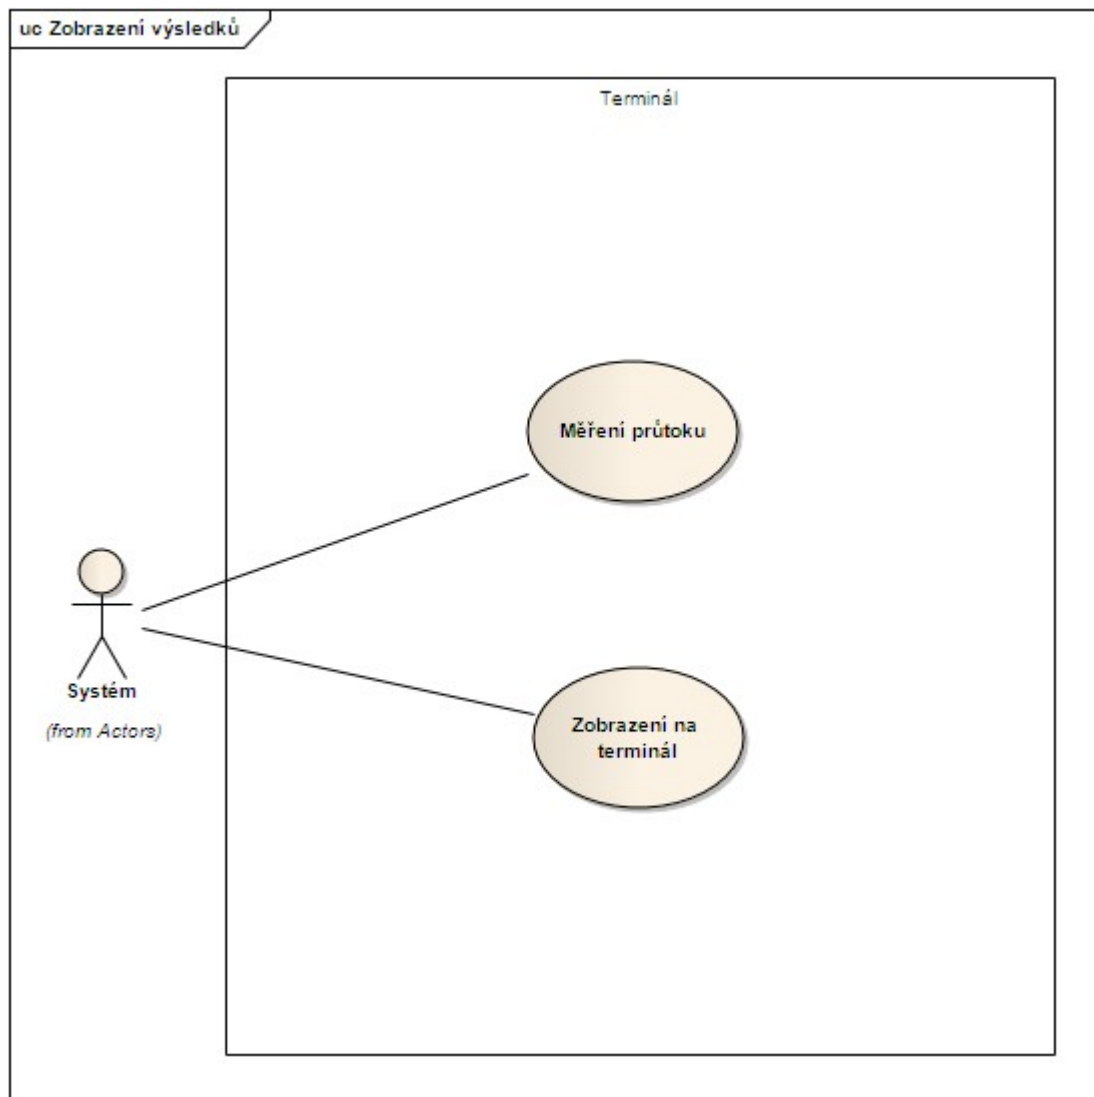 uc Zobrazení výsledků
Terminál
Měření průtoku
Systém
(from Actors)
Zobrazení na
terminál